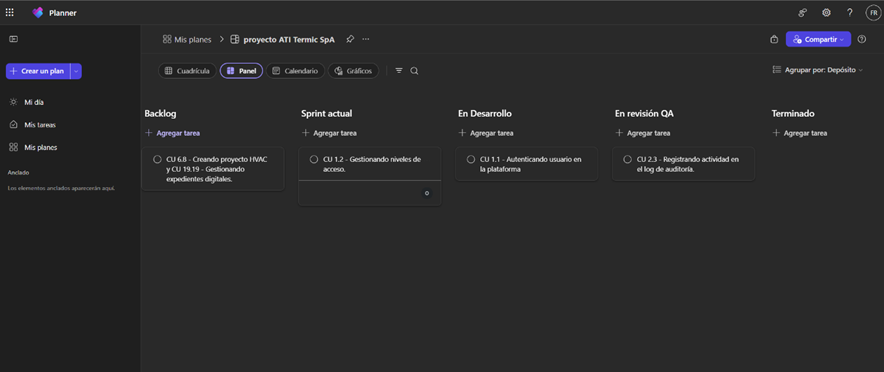 Planner
FR
Mis planes
proyecto ATI Termic SpA
Compartir
Crear un plan
Cuadrícula
Panel
Calendario
Gráficos
Agrupar por: Depósito
Mi día
Mis tareas
Mis planes
Anclado
Los elementos anclados aparecerán aquí.
Backlog
Agregar tarea
CU 6.8 - Creando proyecto HVAC
y CU 19.19 - Gestionando
expedientes digitales.
Sprint actual
Agregar tarea
CU 1.2 - Gestionando niveles de
acceso.
En Desarrollo
Agregar tarea
CU 1.1 - Autenticando usuario en
la plataforma
En revisión QA
Agregar tarea
CU 2.3 - Registrando actividad en
el log de auditoría.
Terminado
Agregar tarea